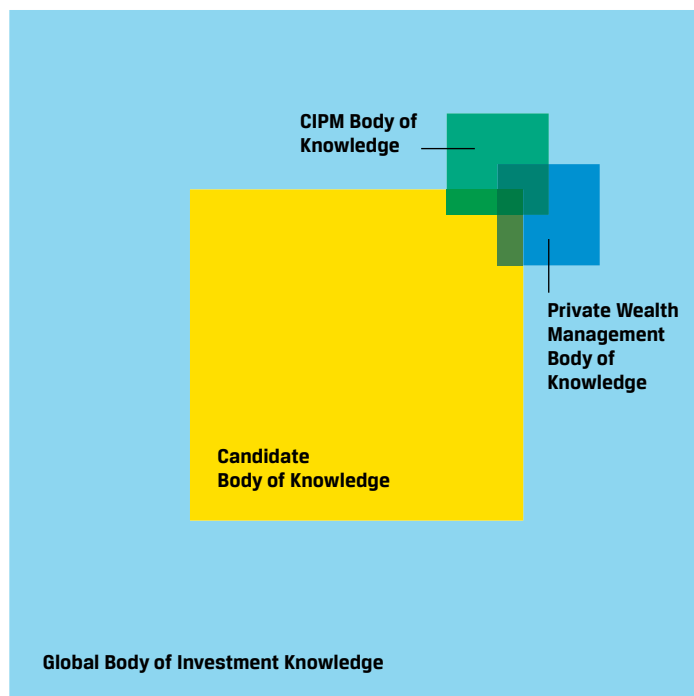 CIPM Body of
Knowledge
Private Wealth
Management
Body of
Knowledge
Candidate
Body of Knowledge
Global Body of Investment Knowledge